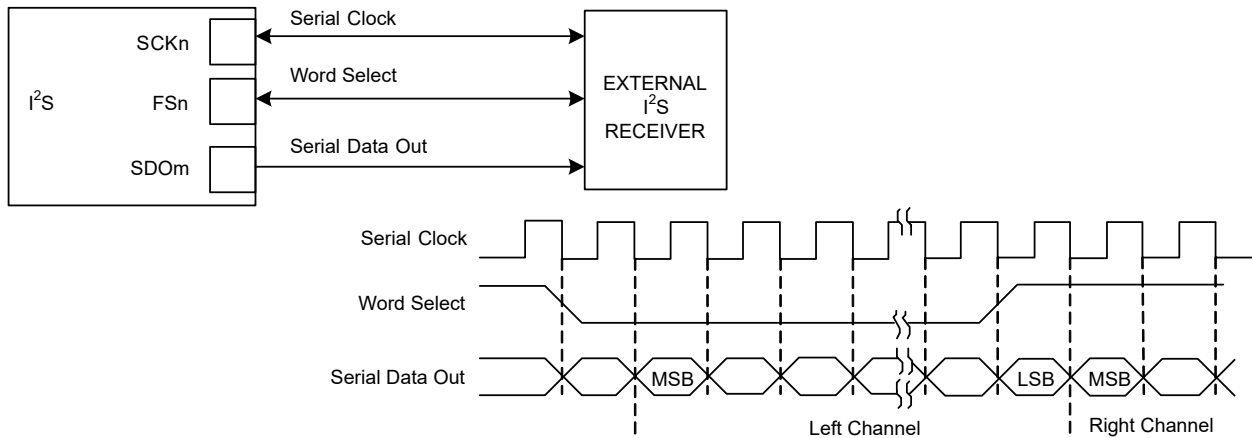 Serial Clock
SCKn
Word Select
I²S
FSn
EXTERNAL
I²S
RECEIVER
Serial Data Out
SDOm
Serial Clock
Word Select
Serial Data Out
MSB
LSB
MSB
Left Channel
Right Channel